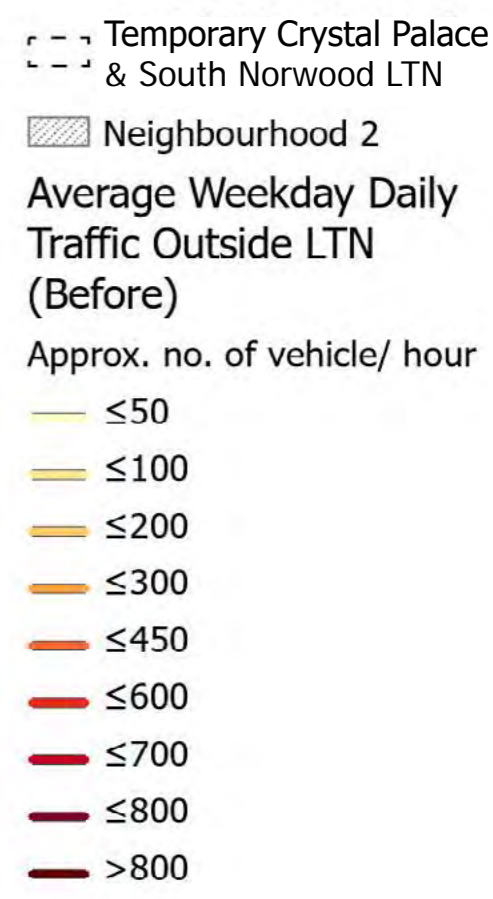 Temporary Crystal Palace
& South Norwood LTN
Neighbourhood 2
Average Weekday Daily
Traffic Outside LTN
(Before)
Approx. no. of vehicle/ hour
≤50
≤100
≤200
≤300
≤450
≤600
≤700
≤800
>800